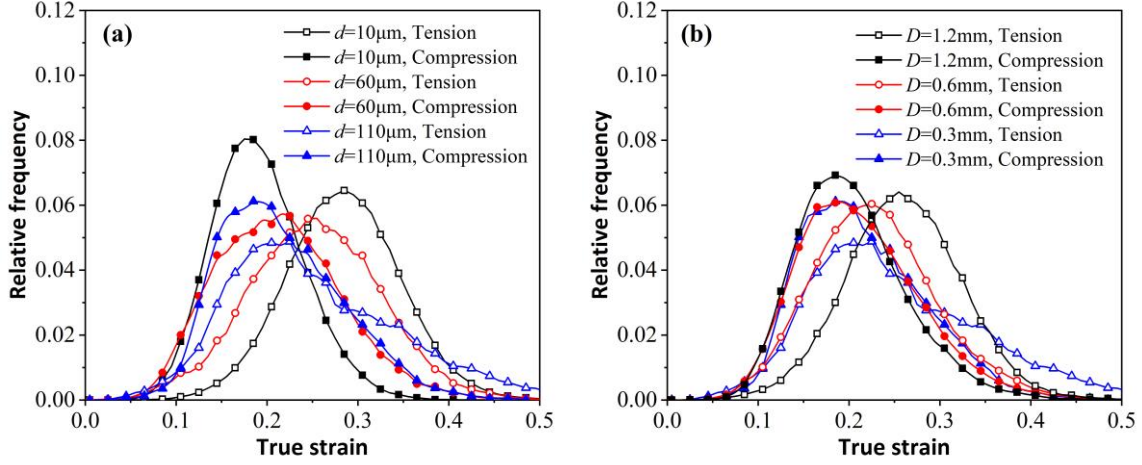 (a)
d=10μm, Tension
d=10μm, Compression
d=60μm, Tension
d=60μm, Compression
d=110μm, Tension
d=110μm, Compression
0.12
0.10
0.08
0.06
0.04
0.02
0.00
Relative frequency
0.0 0.1 0.2 0.3 0.4 0.5
True strain
(b)
D=1.2mm, Tension
D=1.2mm, Compression
D=0.6mm, Tension
D=0.6mm, Compression
D=0.3mm, Tension
D=0.3mm, Compression
0.12
0.10
0.08
0.06
0.04
0.02
0.00
Relative frequency
0.0 0.1 0.2 0.3 0.4 0.5
True strain